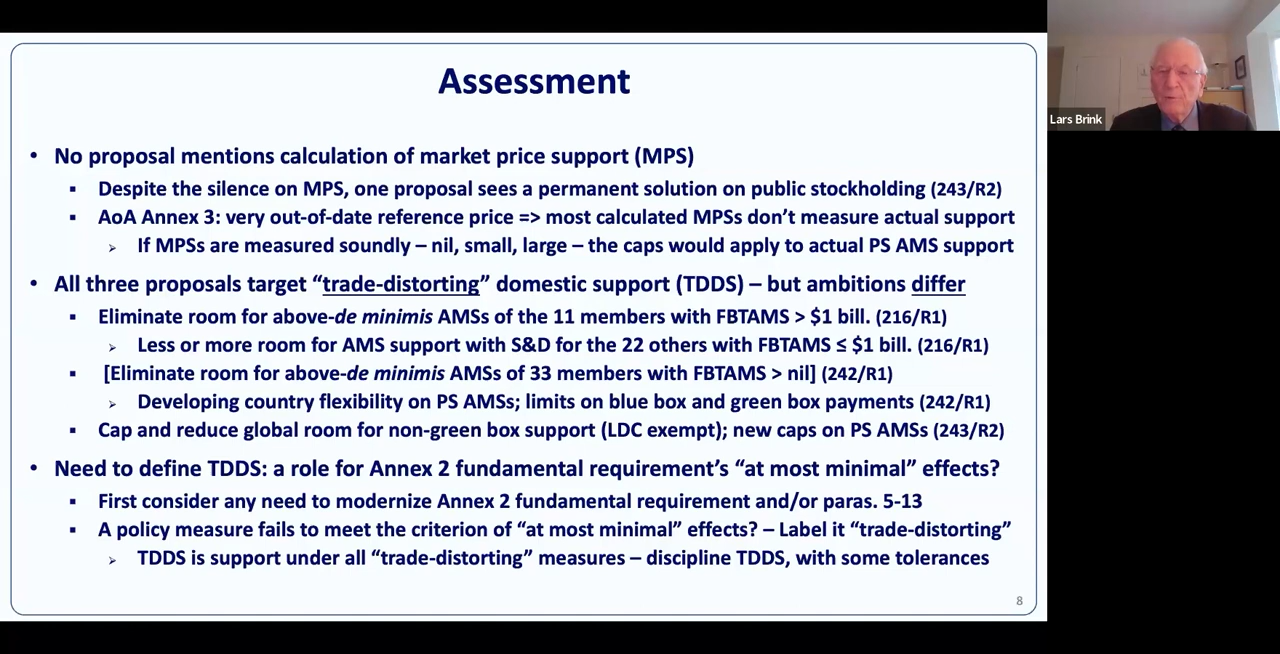 Assessment
• No proposal mentions calculation of market price support (MPS)
▪ Despite the silence on MPS, one proposal sees a permanent solution on public stockholding (243/R2)
▪ AoA Annex 3: very out-of-date reference price => most calculated MPSs don't measure actual support
➢ If MPSs are measured soundly – nil, small, large – the caps would apply to actual PS AMS support
• All three proposals target “trade-distorting” domestic support (TDDS) – but ambitions differ
▪ Eliminate room for above-de minimis AMSs of the 11 members with FBTAMS > $1 bill. (216/R1)
➢ Less or more room for AMS support with S&D for the 22 others with FBTAMS ≤ $1 bill. (216/R1)
▪ [Eliminate room for above-de minimis AMSs of 33 members with FBTAMS > nil] (242/R1)
➢ Developing country flexibility on PS AMSs; limits on blue box and green box payments (242/R1)
▪ Cap and reduce global room for non-green box support (LDC exempt); new caps on PS AMSs (243/R2)
• Need to define TDDS: a role for Annex 2 fundamental requirement's “at most minimal” effects?
▪ First consider any need to modernize Annex 2 fundamental requirement and/or paras. 5-13
▪ A policy measure fails to meet the criterion of “at most minimal” effects? – Label it “trade-distorting”
➢ TDDS is support under all “trade-distorting” measures – discipline TDDS, with some tolerances
8
Lars Brink